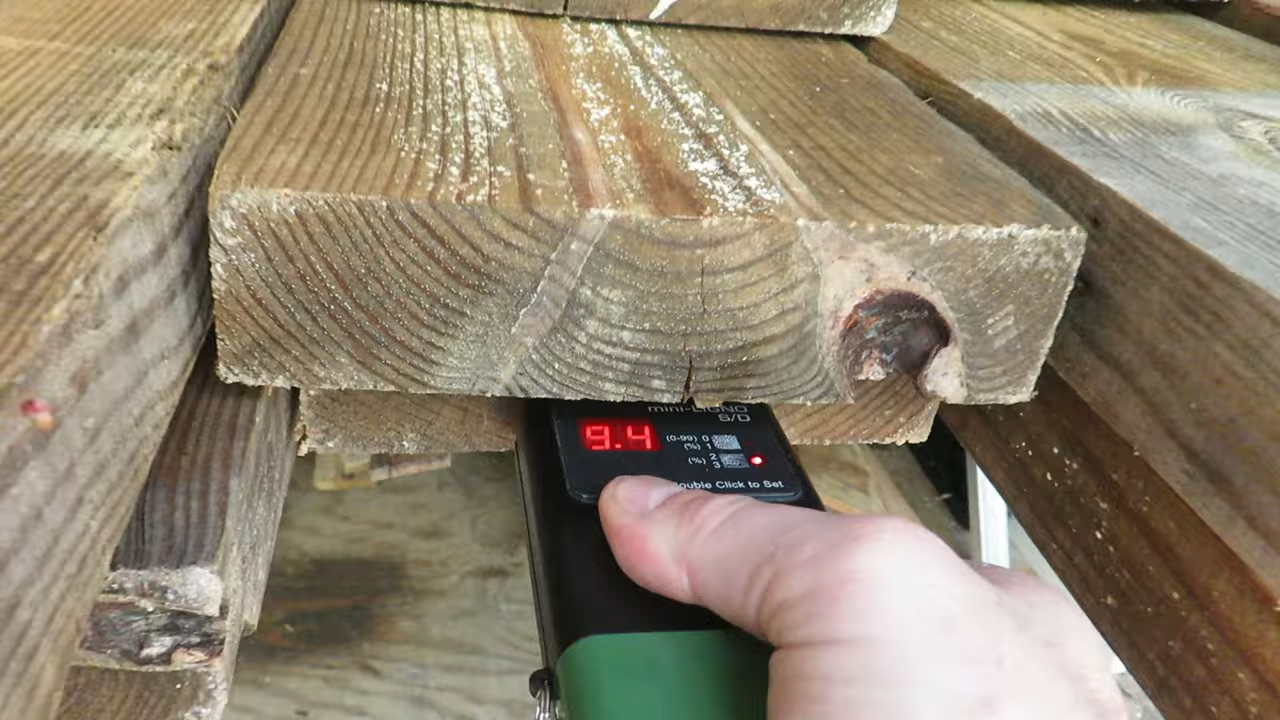 mini-LIGNO
S/D
9.4
(0-99) 0
(%) 1
(%) 2
3
Double Click to Set